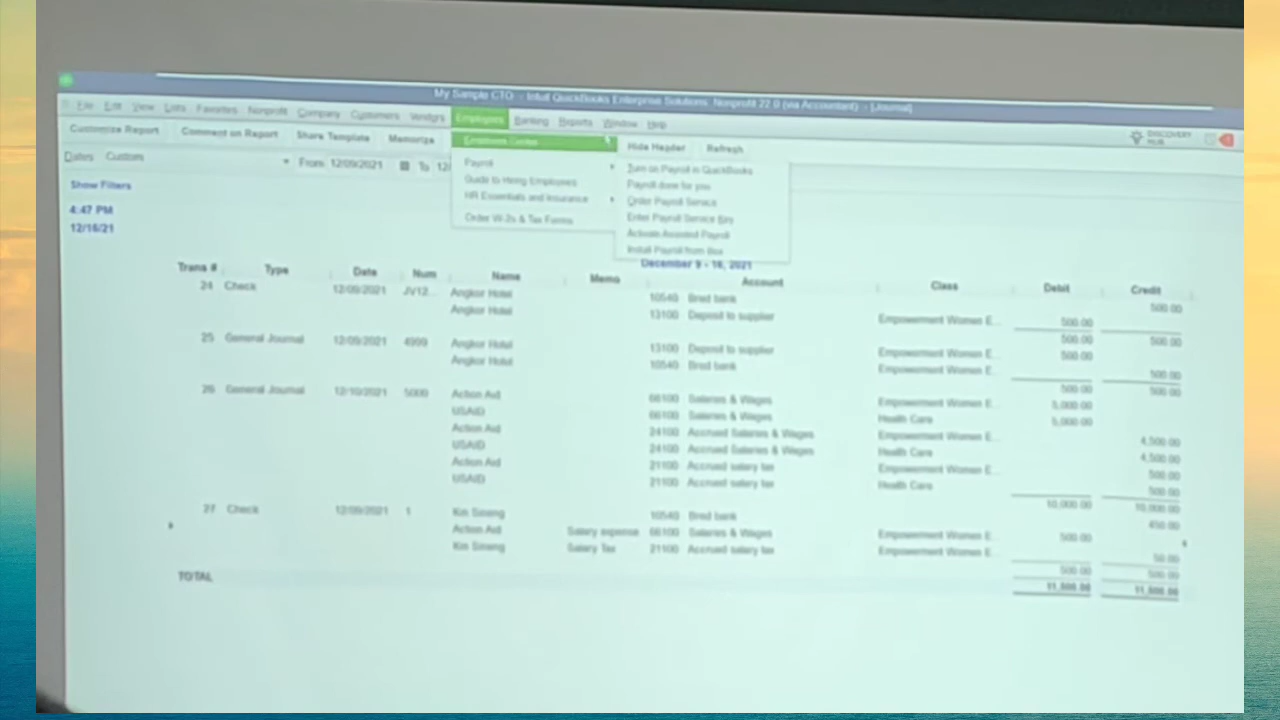 My Sample CTO - Intuit QuickBooks Enterprise Solutions: Nonprofit 22.0 (via Accountant) - [Journal]
File Edit View Lists Favorites Nonprofit Company Customers Vendors Employees Banking Reports Window Help
Customize Report Comment on Report Share Template Memorize Hide Header Refresh
DISCOVERY HUB
Employee Center
Dates Custom From 12/09/2021 To 12/
Payroll
Guide to Hiring Employees
HR Essentials and Insurance
Order W-2s & Tax Forms
Turn on Payroll in QuickBooks
Payroll done for you
Order Payroll Service
Enter Payroll Service Key
Activate Assisted Payroll
Install Payroll from Box
Show Filters
4:47 PM
12/16/21
December 9 - 16, 2021
Trans # Type Date Num Name Memo Account Class Debit Credit
24 Check 12/09/2021 JV12... Angkor Hotel 10540 Bred bank 500.00
Angkor Hotel 13100 Deposit to supplier Empowerment Women E... 500.00
500.00 500.00
25 General Journal 12/09/2021 4999 Angkor Hotel 13100 Deposit to supplier Empowerment Women E... 500.00
Angkor Hotel 10540 Bred bank Empowerment Women E... 500.00
500.00 500.00
26 General Journal 12/10/2021 5000 Action Aid 66100 Salaries & Wages Empowerment Women E... 5,000.00
USAID 66100 Salaries & Wages Health Care 5,000.00
Action Aid 24100 Accrued Salaries & Wages Empowerment Women E... 4,500.00
USAID 24100 Accrued Salaries & Wages Health Care 4,500.00
Action Aid 21100 Accrued salary tax Empowerment Women E... 500.00
USAID 21100 Accrued salary tax Health Care 500.00
10,000.00 10,000.00
27 Check 12/09/2021 1 Kin Soeng 10540 Bred bank 450.00
Action Aid Salary expense 66100 Salaries & Wages Empowerment Women E... 500.00
Kin Soeng Salary Tax 21100 Accrued salary tax Empowerment Women E... 50.00
500.00 500.00
TOTAL 11,500.00 11,500.00